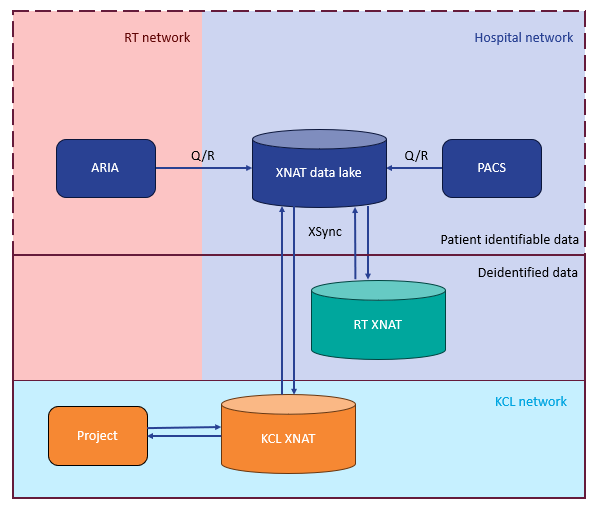 RT network
Hospital network
ARIA
Q/R
XNAT data lake
Q/R
PACS
XSync
Patient identifiable data
Deidentified data
RT XNAT
KCL network
Project
KCL XNAT